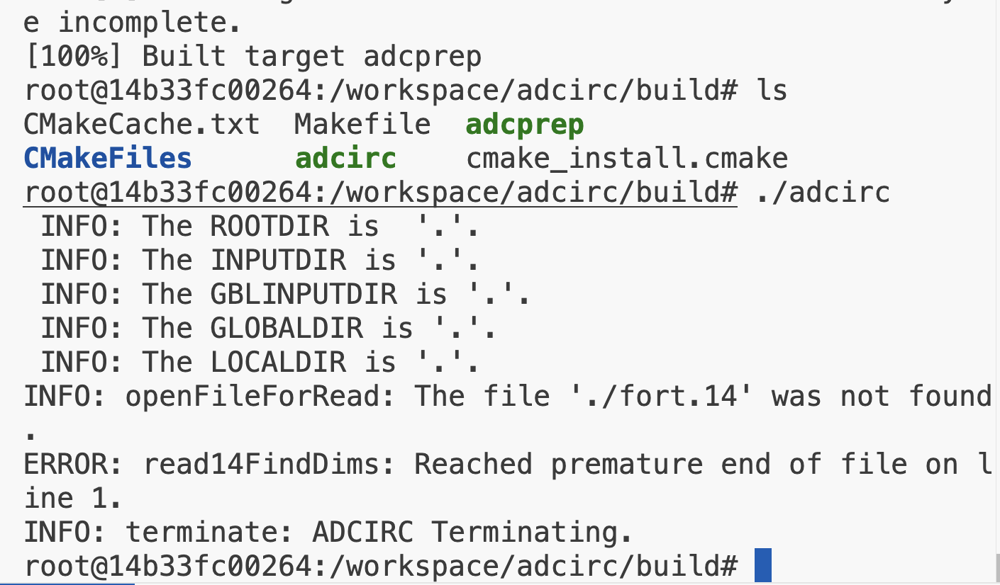 e incomplete.
[100%] Built target adcprep
root@14b33fc00264:/workspace/adcirc/build# ls
CMakeCache.txt  Makefile  adcprep
CMakeFiles      adcirc    cmake_install.cmake
root@14b33fc00264:/workspace/adcirc/build# ./adcirc
 INFO: The ROOTDIR is  '.'.
 INFO: The INPUTDIR is '.'.
 INFO: The GBLINPUTDIR is '.'.
 INFO: The GLOBALDIR is '.'.
 INFO: The LOCALDIR is '.'.
INFO: openFileForRead: The file './fort.14' was not found
.
ERROR: read14FindDims: Reached premature end of file on l
ine 1.
INFO: terminate: ADCIRC Terminating.
root@14b33fc00264:/workspace/adcirc/build#